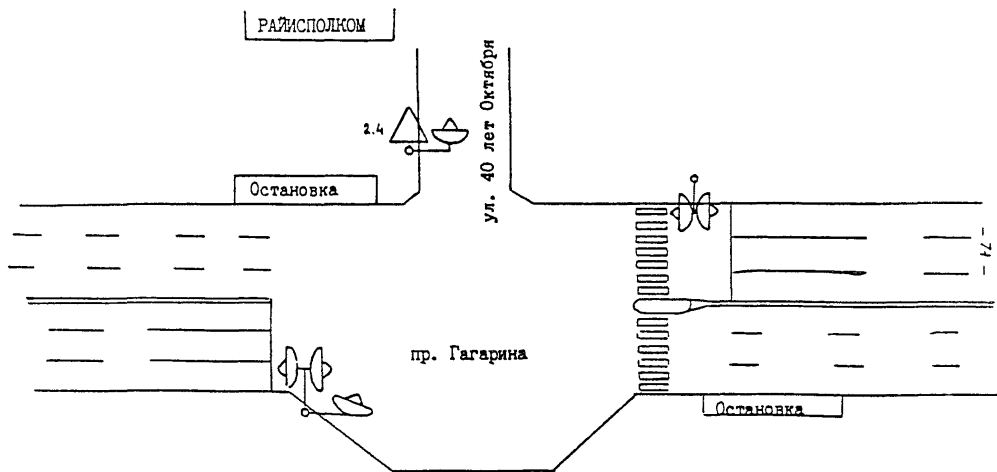 РАЙИСПОЛКОМ
ул. 40 лет Октября
2.4
Остановка
- 71 -
пр. Гагарина
Остановка